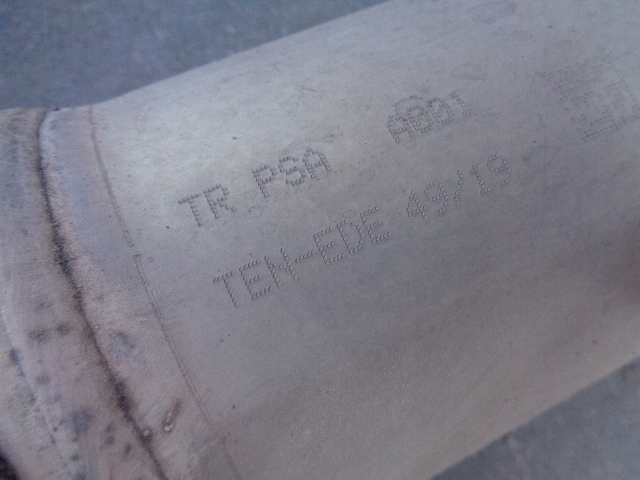 TR PSA A001
TEN-EDE 49/19